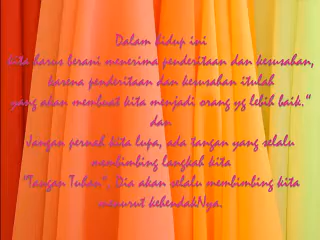 Dalam hidup ini
kita harus berani menerima penderitaan dan kesusahan,
karena penderitaan dan kesusahan itulah
yang akan membuat kita menjadi orang yg lebih baik."
dan
Jangan pernah kita lupa, ada tangan yang selalu
membimbing langkah kita
"Tangan Tuhan",, Dia akan selalu membimbing kita
menurut kehendakNya.